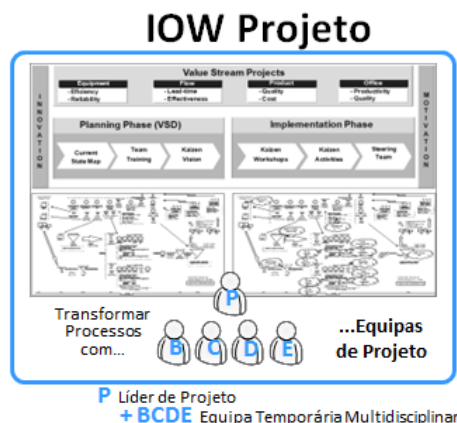 IOW Projeto
Value Stream Projects
Equipment
- Efficiency
- Reliability
Flow
- Lead-time
- Effectiveness
Product
- Quality
- Cost
Office
- Productivity
- Quality
INNOVATION
MOTIVATION
Planning Phase (VSD)
Current State Map
Team Training
Kaizen Vision
Implementation Phase
Kaizen Workshops
Kaizen Activities
Steering Team
Transformar
Processos
com...
P
B C D E
...Equipas
de Projeto
P Líder de Projeto
+ BCDE Equipa Temporária Multidisciplinar